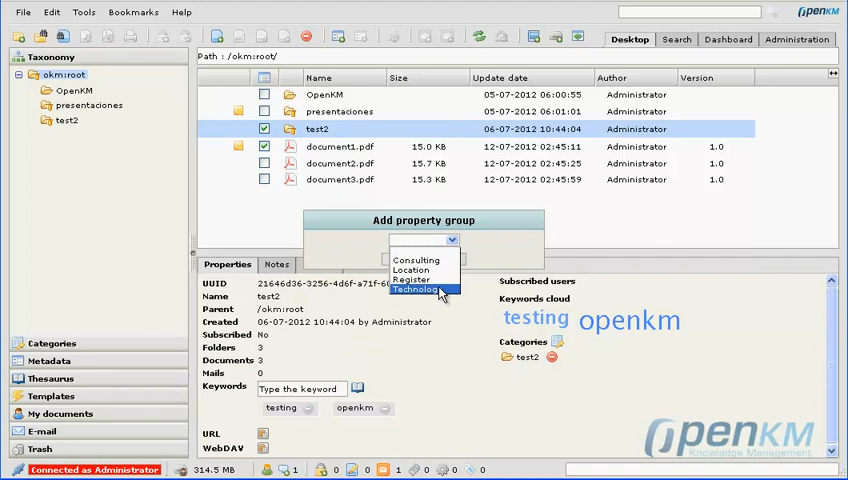 File Edit Tools Bookmarks Help
OPENKM
Desktop Search Dashboard Administration
Taxonomy
Path : /okm:root/
okm:root
OpenKM
presentaciones
test2
Name Size Update date Author Version
OpenKM 05-07-2012 06:00:55 Administrator
presentaciones 05-07-2012 06:01:01 Administrator
test2 06-07-2012 10:44:04 Administrator
document1.pdf 15.0 KB 12-07-2012 02:45:11 Administrator 1.0
document2.pdf 15.4 KB 12-07-2012 02:45:25 Administrator 1.0
document3.pdf 15.3 KB 12-07-2012 02:45:59 Administrator 1.0
Add property group
Consulting
Location
Register
Technolog
Properties Notes
UUID 21646d36-3256-4d6f-a71f-6
Name test2
Parent /okm:root
Created 06-07-2012 10:44:04 by Administrator
Subscribed No
Folders 3
Documents 3
Mails 0
Keywords Type the keyword
testing openkm
URL
WebDAV
Subscribed users
Keywords cloud
testing openkm
Categories
test2
Categories
Metadata
Thesaurus
Templates
My documents
E-mail
Trash
OPENKM
Knowledge Management
Connected as Administrator 314.5 MB 1 0 0 1 0 0 0